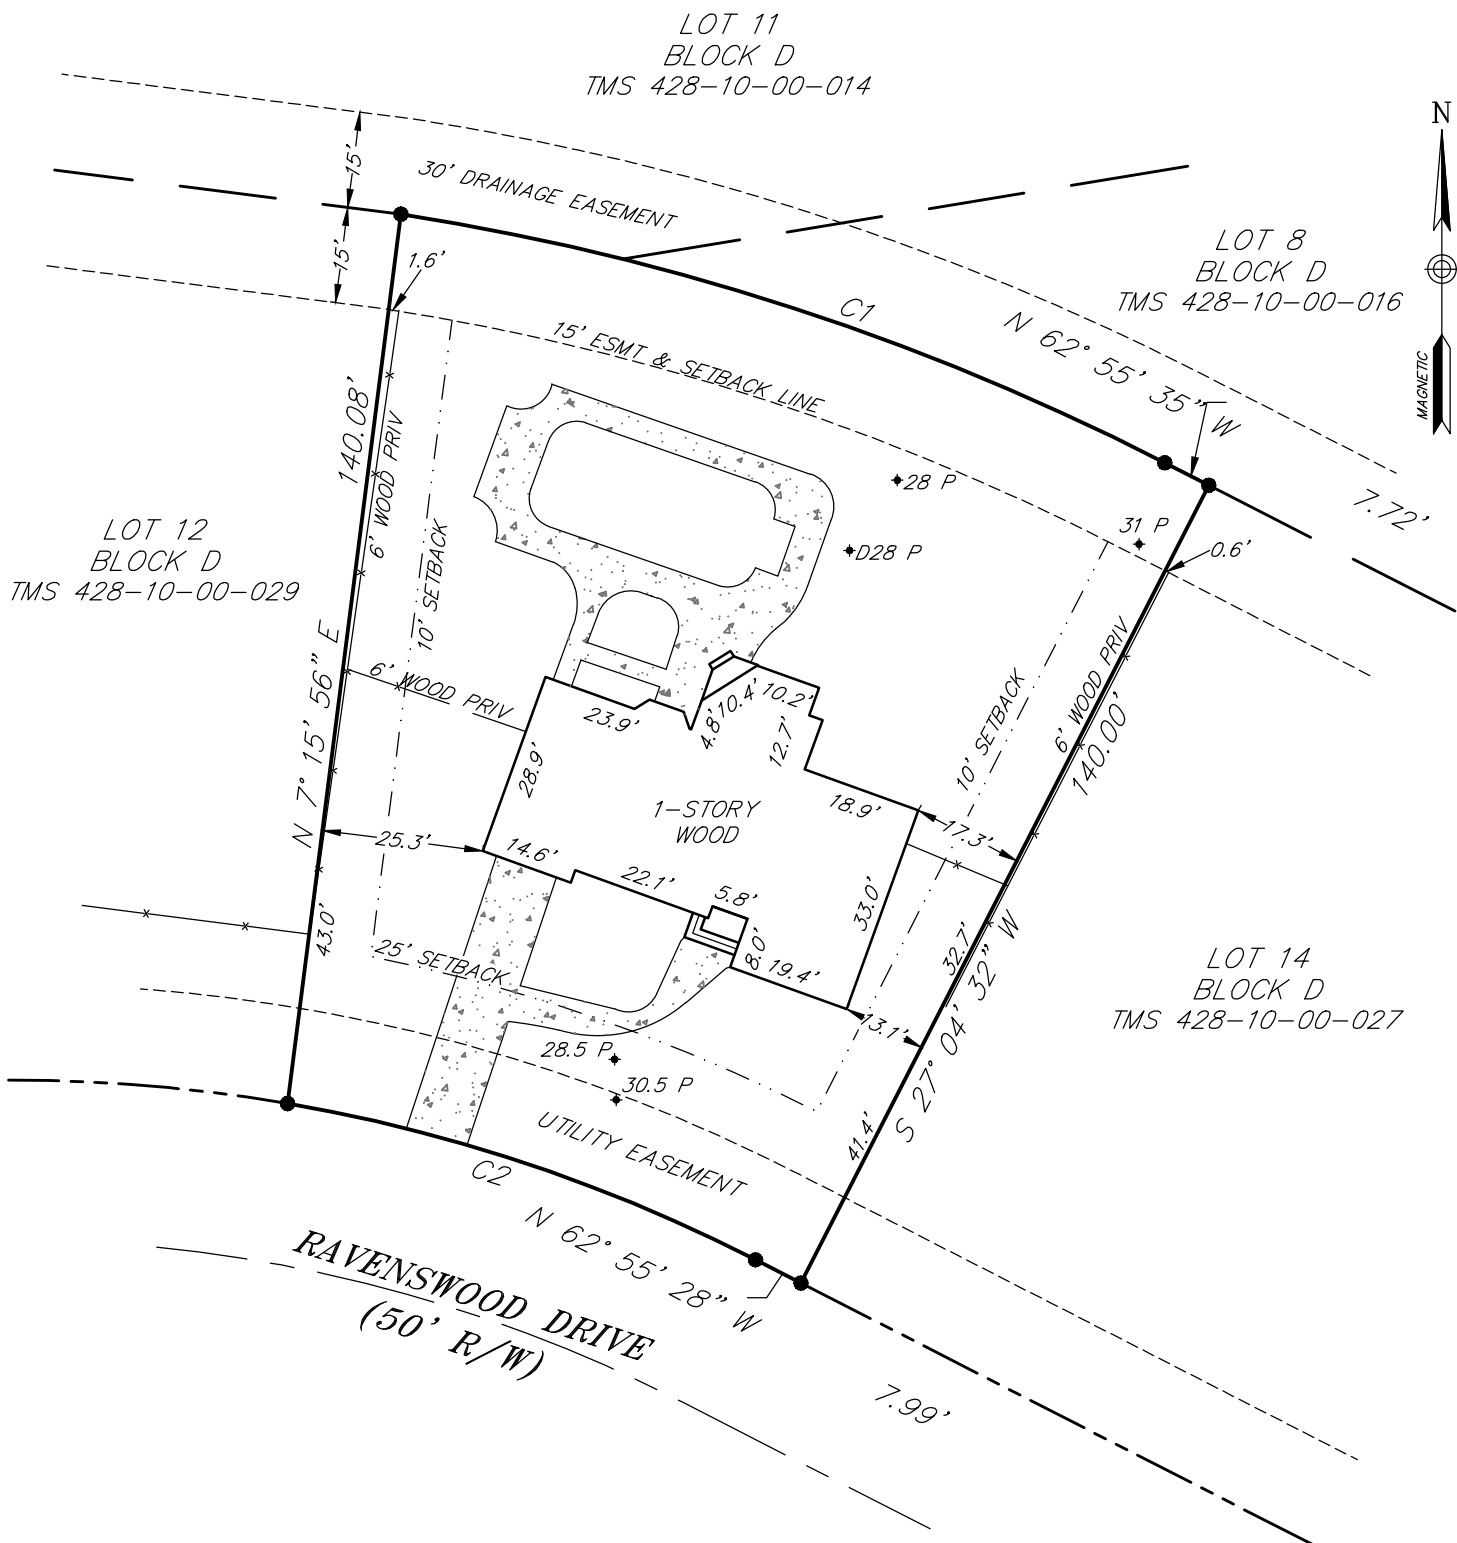 LOT 11
BLOCK D
TMS 428-10-00-014
N
15'
30' DRAINAGE EASEMENT
15'
1.6'
LOT 8
BLOCK D
TMS 428-10-00-016
C1
N 62° 55' 35" W
MAGNETIC
15' ESMT & SETBACK LINE
140.08'
6' WOOD PRIV
28 P
7.72'
31 P
0.6'
D28 P
LOT 12
BLOCK D
TMS 428-10-00-029
10' SETBACK
N 7° 15' 56" E
6' WOOD PRIV
23.9'
4.8'
10.4'
10.2'
12.7'
10' SETBACK
6' WOOD PRIV
140.00'
28.9'
1-STORY
WOOD
18.9'
17.3'
25.3'
14.6'
22.1'
5.8'
33.0'
43.0'
25' SETBACK
8.0'
19.4'
32.7'
S 27° 04' 32" W
LOT 14
BLOCK D
TMS 428-10-00-027
13.1'
28.5 P
30.5 P
UTILITY EASEMENT
41.4'
C2
N 62° 55' 28" W
RAVENSWOOD DRIVE
(50' R/W)
7.99'